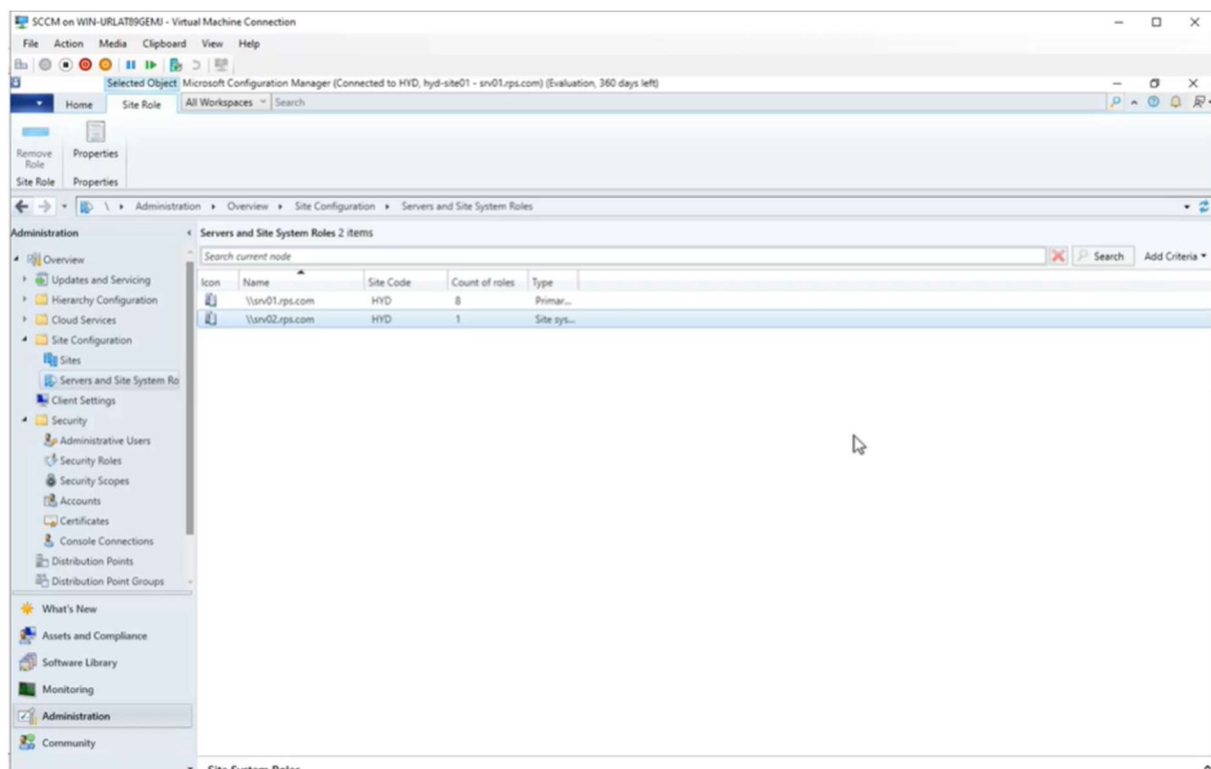 SCCM on WIN-URLAT89GEMJ - Virtual Machine Connection
File Action Media Clipboard View Help
Selected Object Microsoft Configuration Manager (Connected to HYD, hyd-site01 - srv01.rps.com) (Evaluation, 360 days left)
Home Site Role All Workspaces Search
Remove Role Properties
Site Role Properties
\ Administration Overview Site Configuration Servers and Site System Roles
Administration
Overview
Updates and Servicing
Hierarchy Configuration
Cloud Services
Site Configuration
Sites
Servers and Site System Ro
Client Settings
Security
Administrative Users
Security Roles
Security Scopes
Accounts
Certificates
Console Connections
Distribution Points
Distribution Point Groups
What's New
Assets and Compliance
Software Library
Monitoring
Administration
Community
Servers and Site System Roles 2 items
Search current node Search Add Criteria
Icon Name Site Code Count of roles Type
\\srv01.rps.com HYD 8 Primar...
\\srv02.rps.com HYD 1 Site sys...
Site System Roles